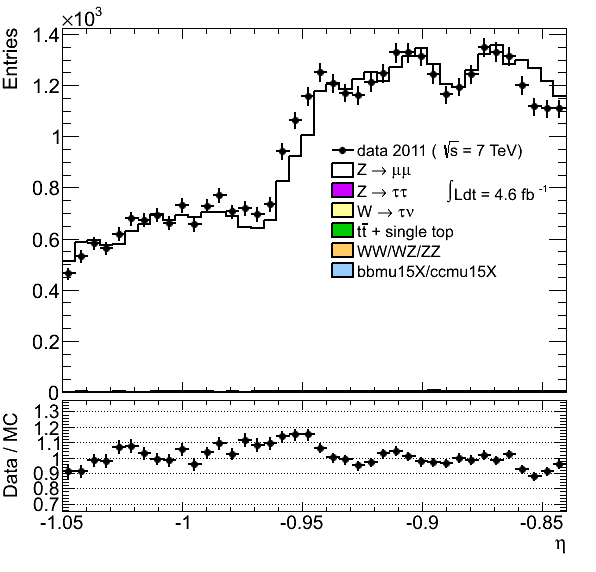 ×10³
Entries
1.4
1.2
1
0.8
0.6
0.4
0.2
0
data 2011 ( √s = 7 TeV)
Z → μμ
Z → ττ
∫Ldt = 4.6 fb⁻¹
W → τν
tt̄ + single top
WW/WZ/ZZ
bbmu15X/ccmu15X
Data / MC
1.3
1.2
1.1
1
0.9
0.8
0.7
-1.05 -1 -0.95 -0.9 -0.85
η